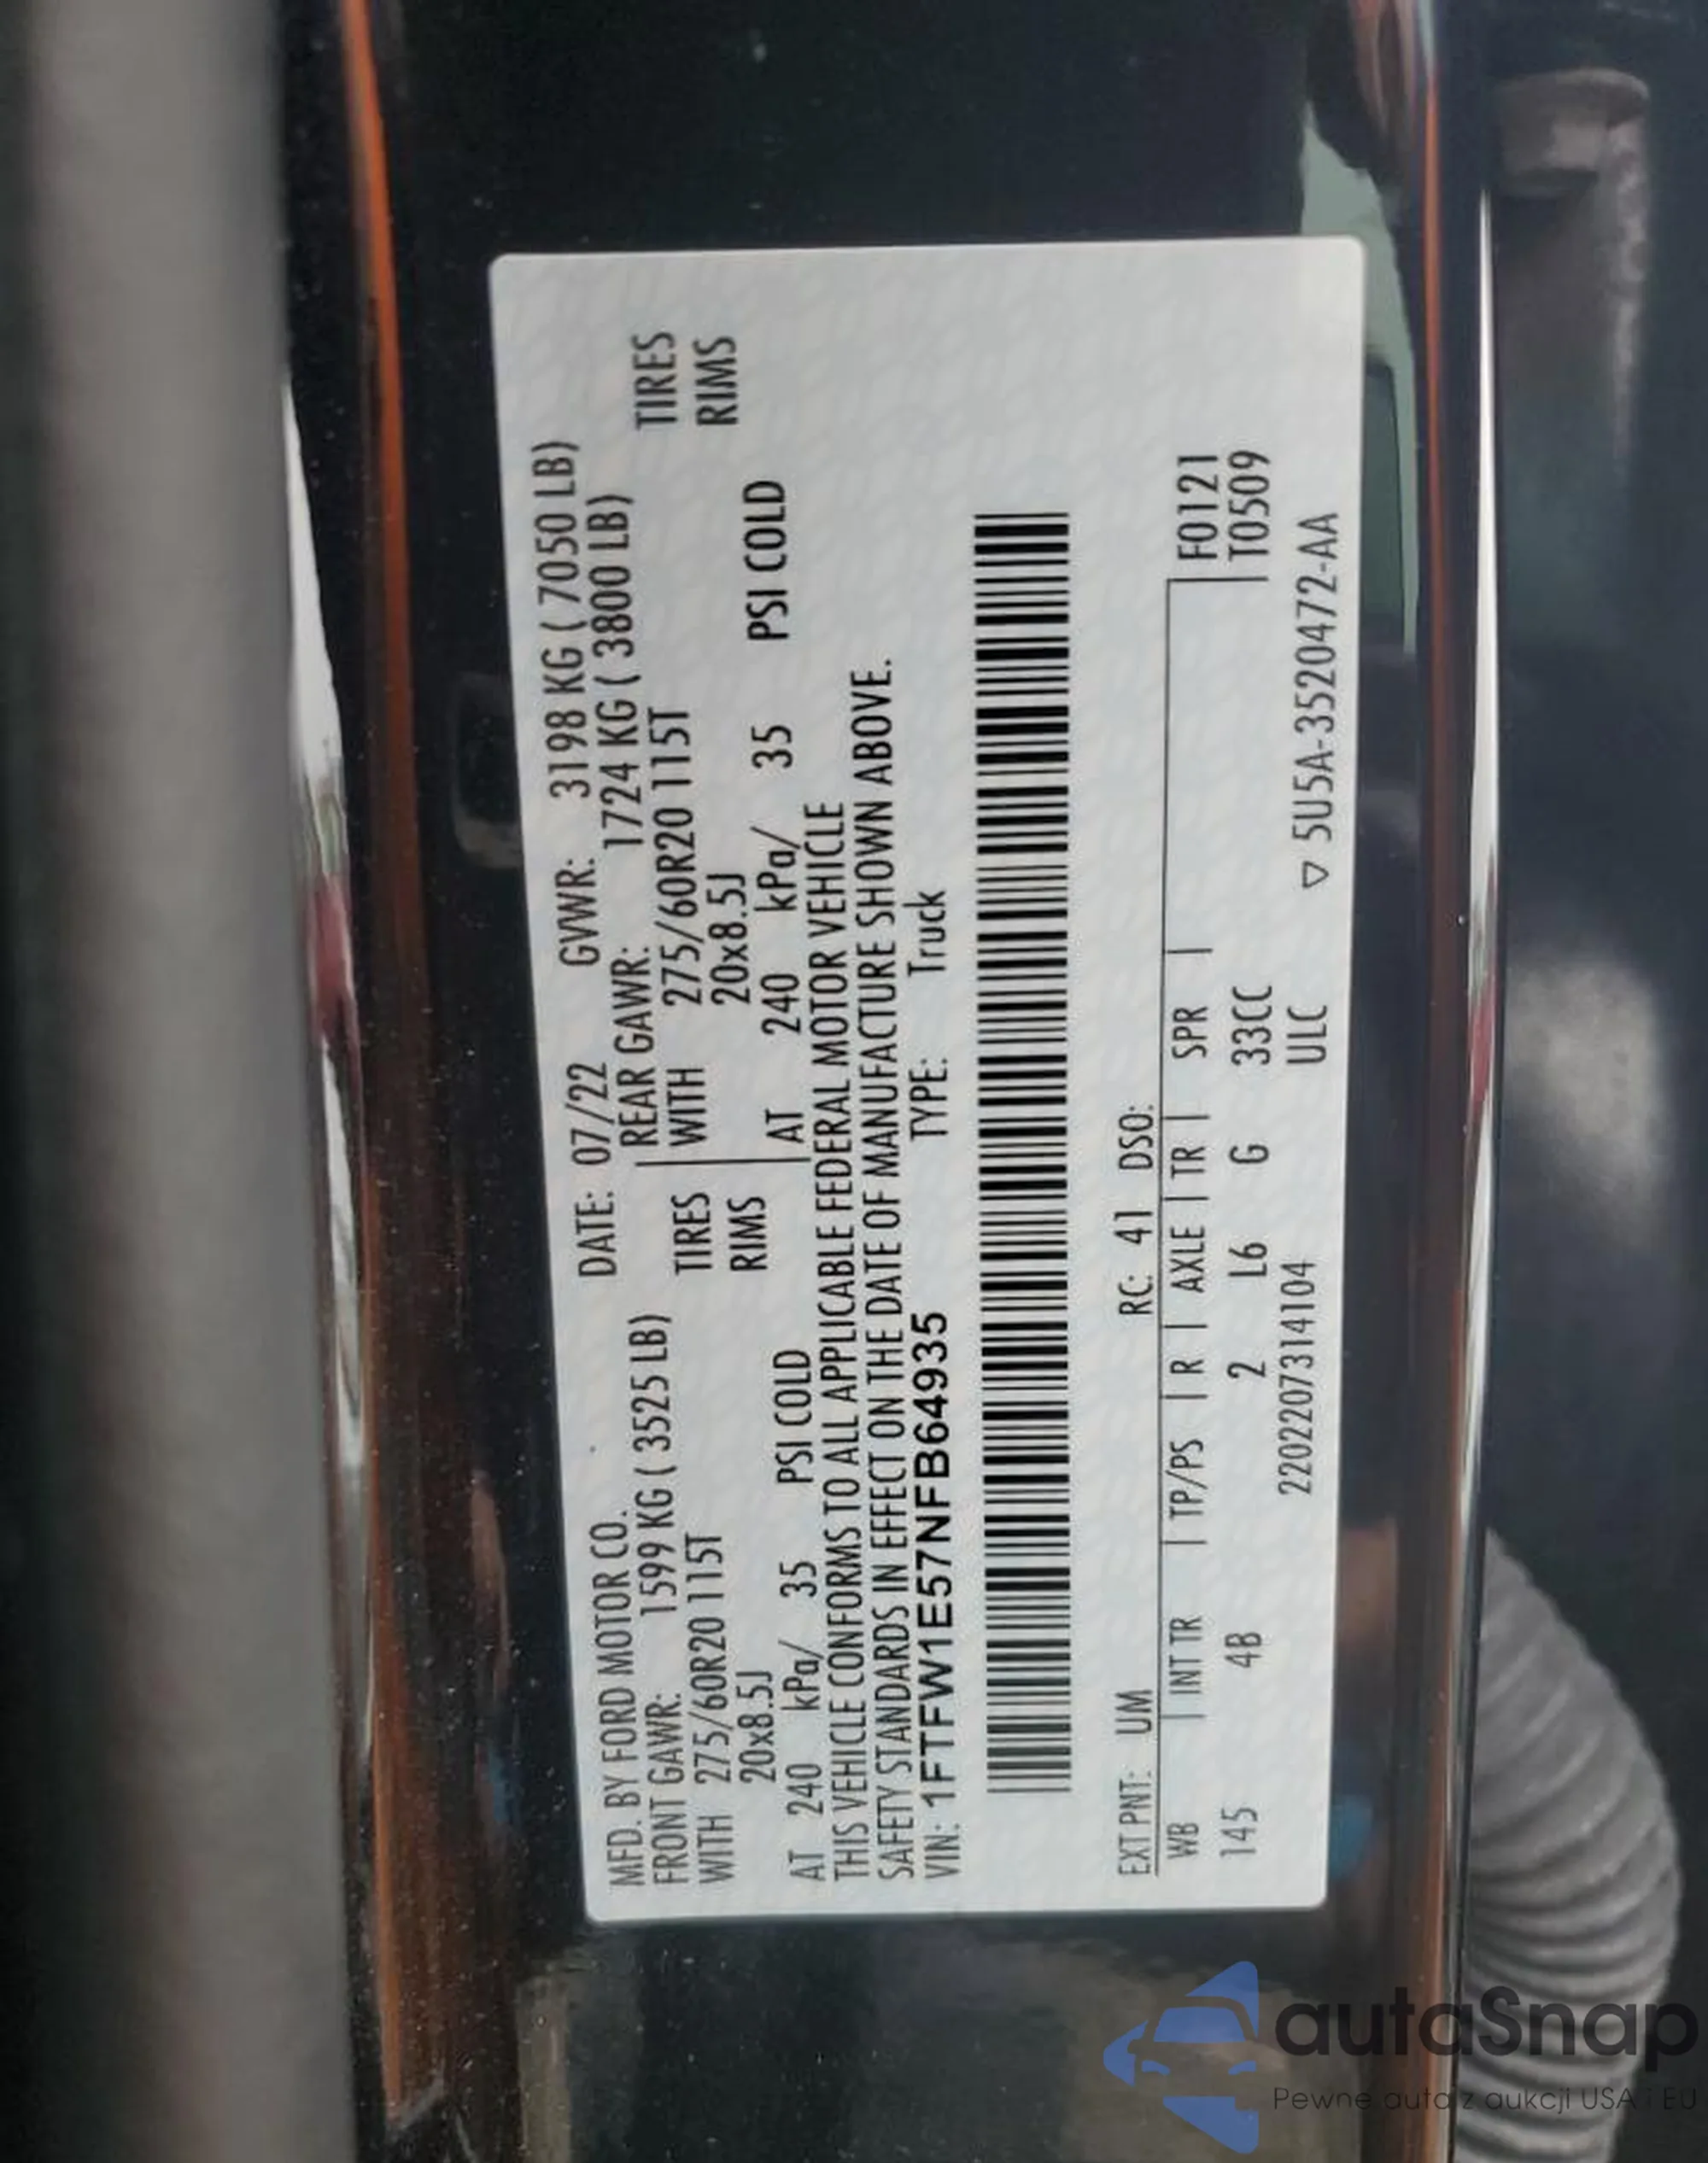 MFD. BY FORD MOTOR CO. DATE: 07/22 GVWR: 3198 KG ( 7050 LB)
FRONT GAWR: 1599 KG ( 3525 LB) REAR GAWR: 1724 KG ( 3800 LB)
WITH 275/60R20 115T TIRES WITH 275/60R20 115T TIRES
20x8.5J RIMS 20x8.5J RIMS
AT 240 kPa/ 35 PSI COLD AT 240 kPa/ 35 PSI COLD
THIS VEHICLE CONFORMS TO ALL APPLICABLE FEDERAL MOTOR VEHICLE
SAFETY STANDARDS IN EFFECT ON THE DATE OF MANUFACTURE SHOWN ABOVE.
VIN: 1FTFW1E57NFB64935 TYPE: Truck
EXT PNT: UM RC: 41 DSO:
WB | INT TR | TP/PS | R | AXLE | TR | SPR | F0121
145 4B 2 L6 G 33CC T0509
2202207314104 ULC ▽ 5U5A-3520472-AA
autaSnap
Pewne auta z aukcji USA i EU